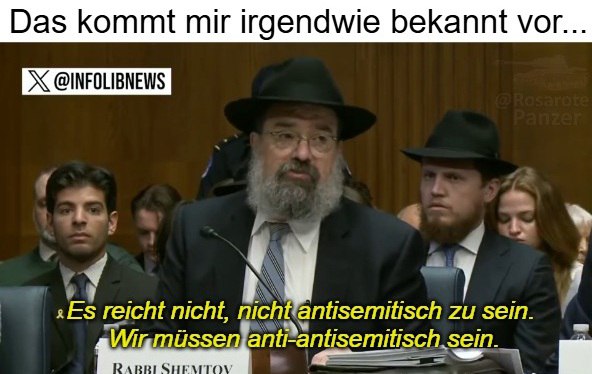 Das kommt mir irgendwie bekannt vor...
X @INFOLIBNEWS
@Rosarote
Panzer
Es reicht nicht, nicht antisemitisch zu sein.
Wir müssen anti-antisemitisch sein.
RABBI SHEMTOV